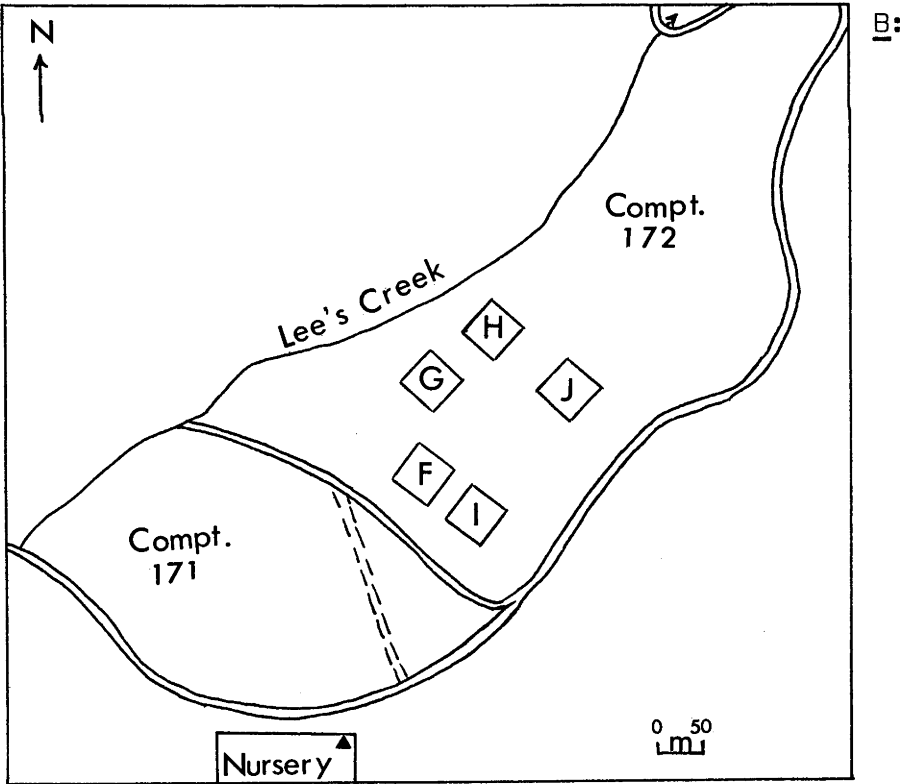 N
B:
Compt.
172
Lee's Creek
H
G
J
F
I
Compt.
171
0 50
m
Nursery